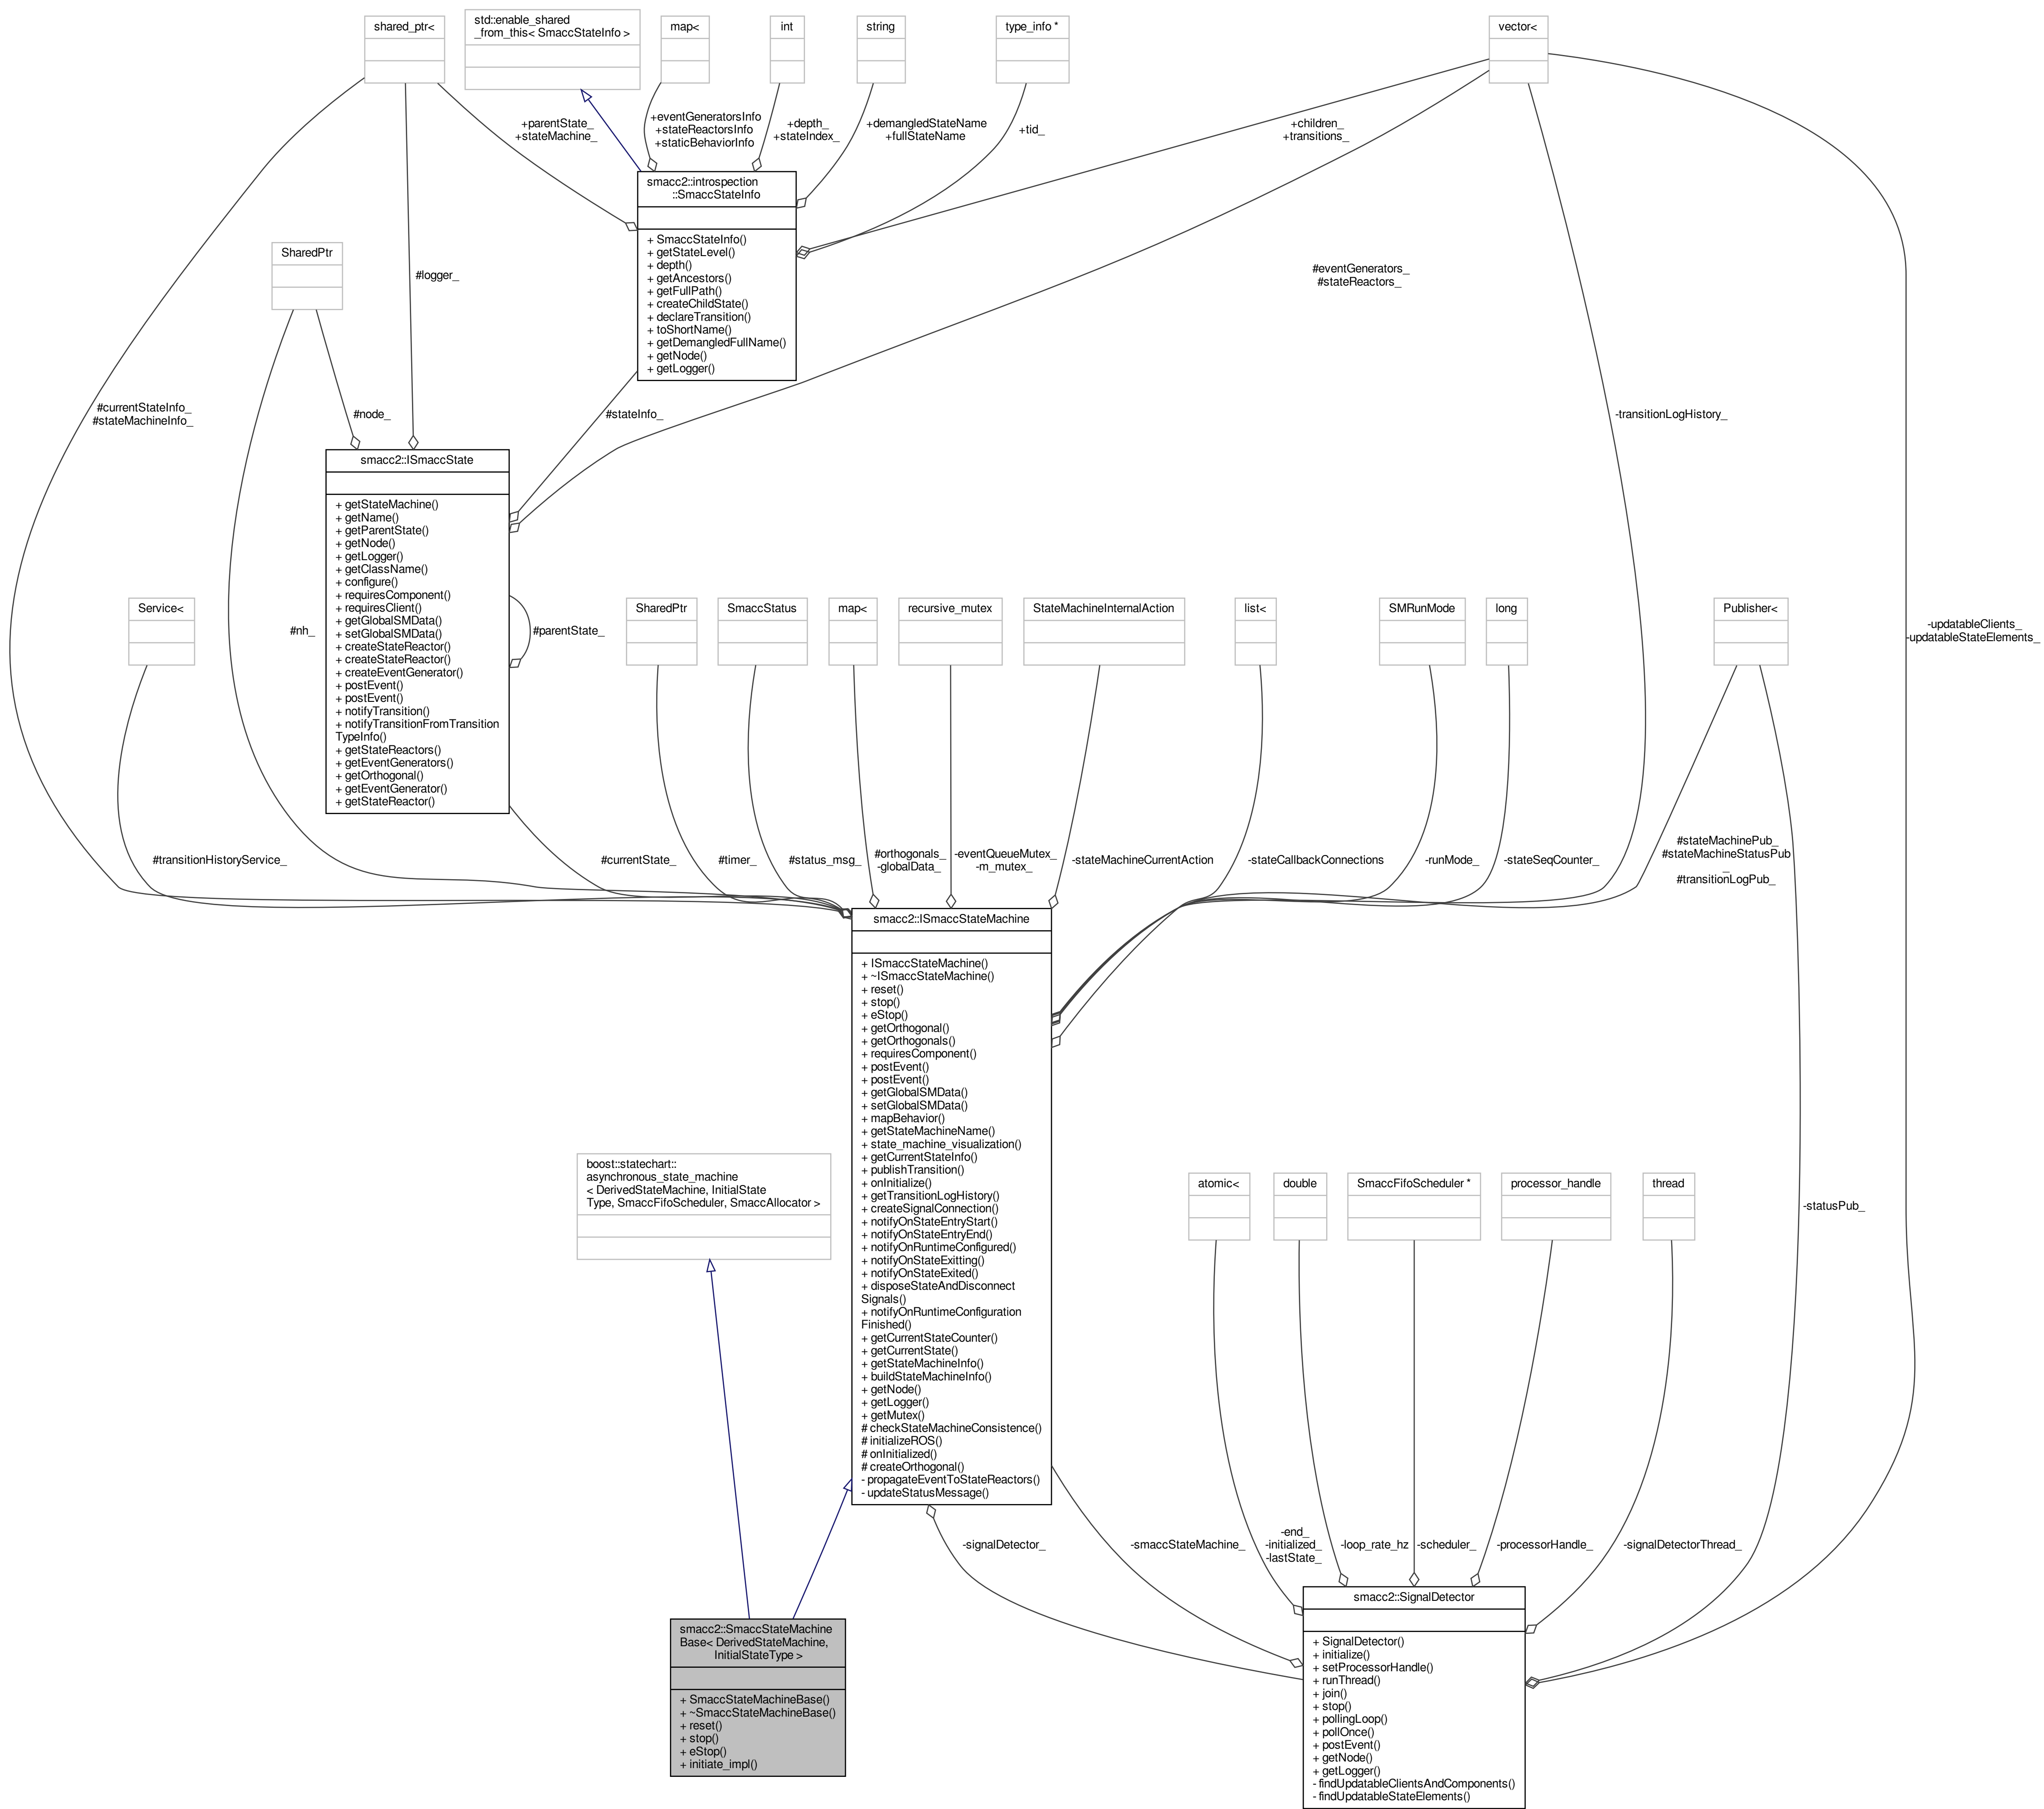 shared_ptr<
std::enable_shared
_from_this< SmaccStateInfo >
map<
int
string
type_info *
vector<
+parentState_
+stateMachine_
+eventGeneratorsInfo
+stateReactorsInfo
+staticBehaviorInfo
+depth_
+stateIndex_
+demangledStateName
+fullStateName
+tid_
+children_
+transitions_
smacc2::introspection
::SmaccStateInfo
+ SmaccStateInfo()
+ getStateLevel()
+ depth()
+ getAncestors()
+ getFullPath()
+ createChildState()
+ declareTransition()
+ toShortName()
+ getDemangledFullName()
+ getNode()
+ getLogger()
SharedPtr
#logger_
#eventGenerators_
#stateReactors_
#currentStateInfo_
#stateMachineInfo_
#node_
#stateInfo_
-transitionLogHistory_
smacc2::ISmaccState
+ getStateMachine()
+ getName()
+ getParentState()
+ getNode()
+ getLogger()
+ getClassName()
+ configure()
+ requiresComponent()
+ requiresClient()
+ getGlobalSMData()
+ setGlobalSMData()
+ createStateReactor()
+ createStateReactor()
+ createEventGenerator()
+ postEvent()
+ postEvent()
+ notifyTransition()
+ notifyTransitionFromTransition
TypeInfo()
+ getStateReactors()
+ getEventGenerators()
+ getOrthogonal()
+ getEventGenerator()
+ getStateReactor()
#parentState_
#nh_
-updatableClients_
-updatableStateElements_
Service<
SharedPtr
SmaccStatus
map<
recursive_mutex
StateMachineInternalAction
list<
SMRunMode
long
Publisher<
#transitionHistoryService_
#currentState_
#timer_
#status_msg_
#orthogonals_
-globalData_
-eventQueueMutex_
-m_mutex_
-stateMachineCurrentAction
-stateCallbackConnections
-runMode_
-stateSeqCounter_
#stateMachinePub_
#stateMachineStatusPub
_
#transitionLogPub_
smacc2::ISmaccStateMachine
+ ISmaccStateMachine()
+ ~ISmaccStateMachine()
+ reset()
+ stop()
+ eStop()
+ getOrthogonal()
+ getOrthogonals()
+ requiresComponent()
+ postEvent()
+ postEvent()
+ getGlobalSMData()
+ setGlobalSMData()
+ mapBehavior()
+ getStateMachineName()
+ state_machine_visualization()
+ getCurrentStateInfo()
+ publishTransition()
+ onInitialize()
+ getTransitionLogHistory()
+ createSignalConnection()
+ notifyOnStateEntryStart()
+ notifyOnStateEntryEnd()
+ notifyOnRuntimeConfigured()
+ notifyOnStateExitting()
+ notifyOnStateExited()
+ disposeStateAndDisconnect
Signals()
+ notifyOnRuntimeConfiguration
Finished()
+ getCurrentStateCounter()
+ getCurrentState()
+ getStateMachineInfo()
+ buildStateMachineInfo()
+ getNode()
+ getLogger()
+ getMutex()
# checkStateMachineConsistence()
# initializeROS()
# onInitialized()
# createOrthogonal()
- propagateEventToStateReactors()
- updateStatusMessage()
boost::statechart::
asynchronous_state_machine
< DerivedStateMachine, InitialState
Type, SmaccFifoScheduler, SmaccAllocator >
atomic<
double
SmaccFifoScheduler *
processor_handle
thread
-statusPub_
-signalDetector_
-smaccStateMachine_
-end_
-initialized_
-lastState_
-loop_rate_hz
-scheduler_
-processorHandle_
-signalDetectorThread_
smacc2::SmaccStateMachine
Base< DerivedStateMachine,
InitialStateType >
+ SmaccStateMachineBase()
+ ~SmaccStateMachineBase()
+ reset()
+ stop()
+ eStop()
+ initiate_impl()
smacc2::SignalDetector
+ SignalDetector()
+ initialize()
+ setProcessorHandle()
+ runThread()
+ join()
+ stop()
+ pollingLoop()
+ pollOnce()
+ postEvent()
+ getNode()
+ getLogger()
- findUpdatableClientsAndComponents()
- findUpdatableStateElements()